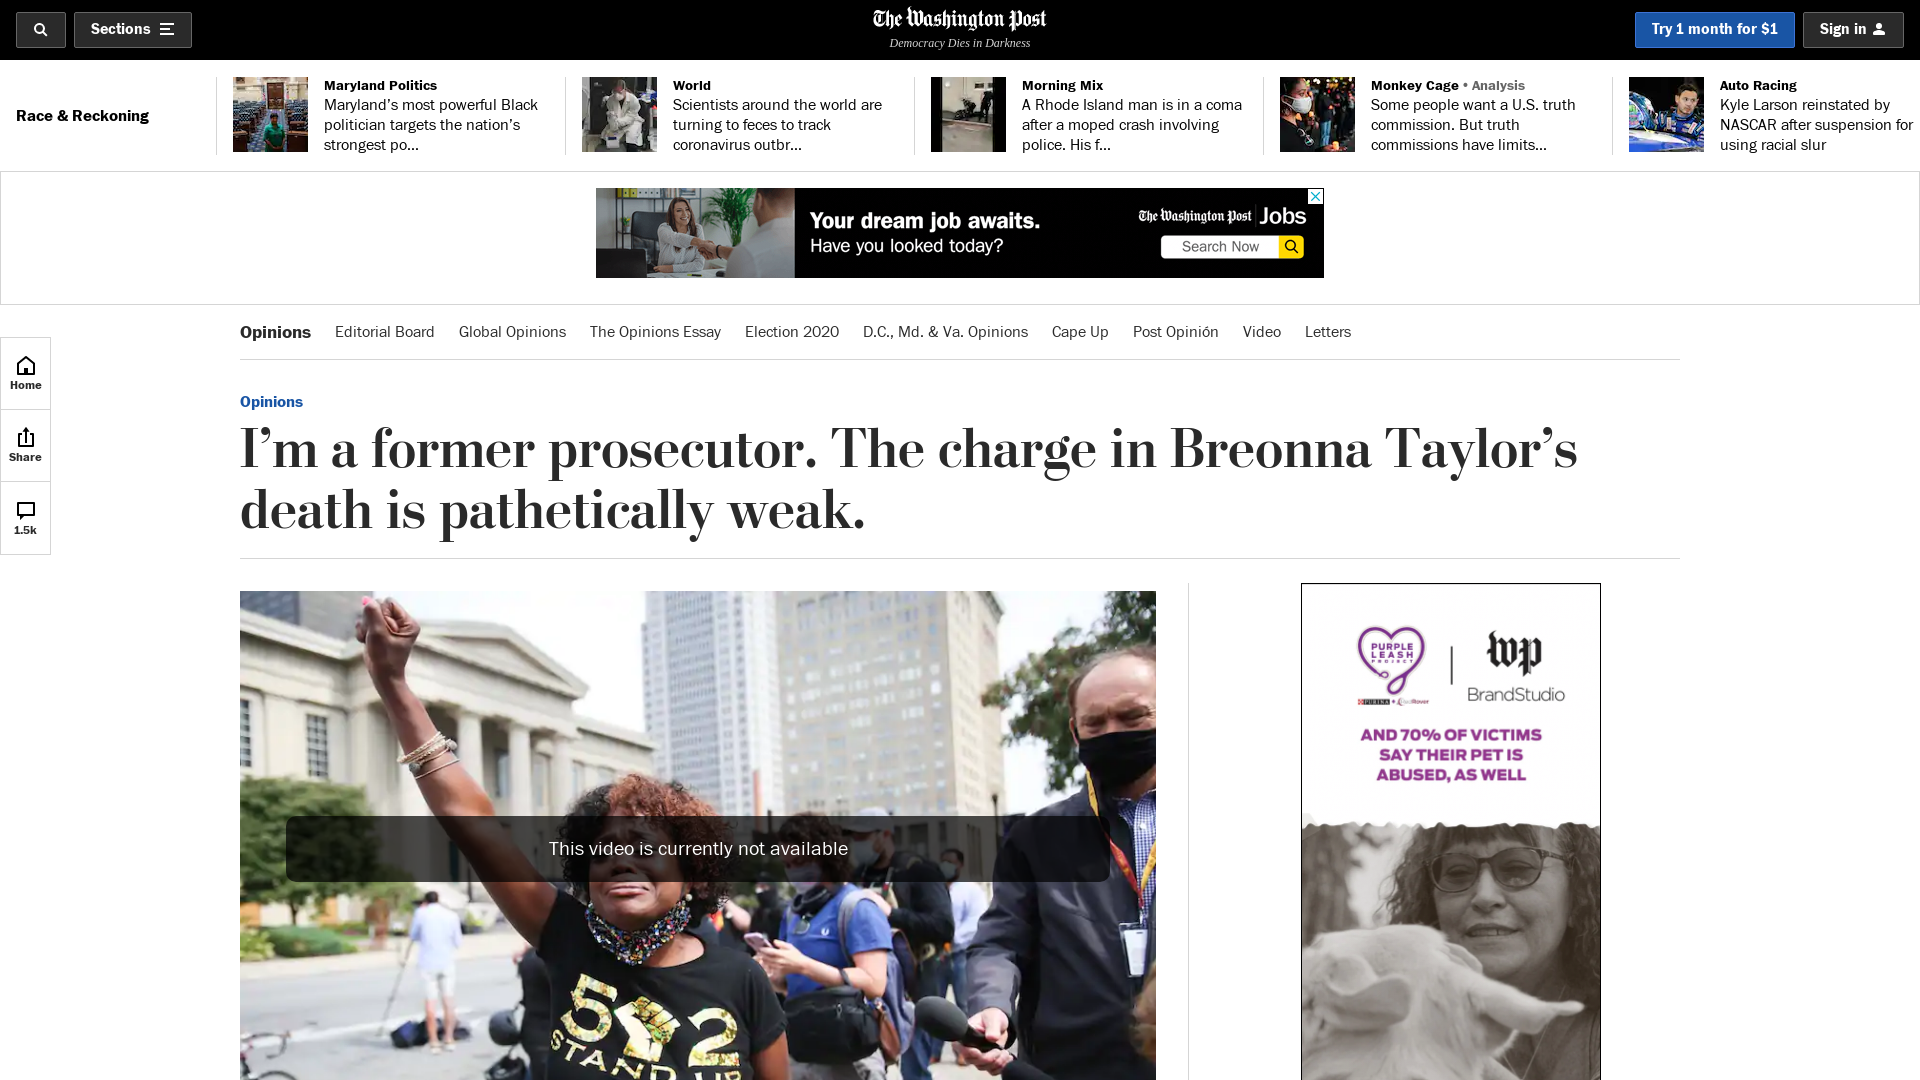 Sections
The Washington Post
Democracy Dies in Darkness
Try 1 month for $1
Sign in
Race & Reckoning
Maryland Politics
Maryland’s most powerful Black
politician targets the nation’s
strongest po...
World
Scientists around the world are
turning to feces to track
coronavirus outbr...
Morning Mix
A Rhode Island man is in a coma
after a moped crash involving
police. His f...
Monkey Cage • Analysis
Some people want a U.S. truth
commission. But truth
commissions have limits...
Auto Racing
Kyle Larson reinstated by
NASCAR after suspension for
using racial slur
Your dream job awaits.
Have you looked today?
The Washington Post Jobs
Search Now
Opinions Editorial Board Global Opinions The Opinions Essay Election 2020 D.C., Md. & Va. Opinions Cape Up Post Opinión Video Letters
Home
Share
1.5k
Opinions
I’m a former prosecutor. The charge in Breonna Taylor’s
death is pathetically weak.
This video is currently not available
502
STAND UP
PURPLE
LEASH
PROJECT
PURINA
wp
BrandStudio
AND 70% OF VICTIMS
SAY THEIR PET IS
ABUSED, AS WELL